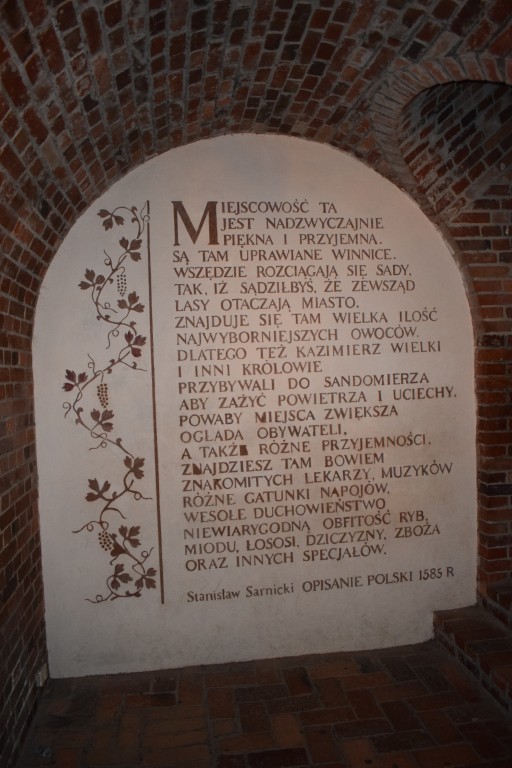 MIEJSCOWOŚĆ TA
JEST NADZWYCZAJNIE
PIĘKNA I PRZYJEMNA.
SĄ TAM UPRAWIANE WINNICE.
WSZĘDZIE ROZCIĄGAJĄ SIĘ SADY,
TAK, IŻ SĄDZIŁBYŚ, ŻE ZEWSZĄD
LASY OTACZAJĄ MIASTO.
ZNAJDUJE SIĘ TAM WIELKA ILOŚĆ
NAJWYBORNIEJSZYCH OWOCÓW.
DLATEGO TEŻ KAZIMIERZ WIELKI
I INNI KRÓLOWIE
PRZYBYWALI DO SANDOMIERZA
ABY ZAŻYĆ POWIETRZA I UCIECHY.
POWABY MIEJSCA ZWIĘKSZA
OGŁADA OBYWATELI,
A TAKŻE RÓŻNE PRZYJEMNOŚCI,
ZNAJDZIESZ TAM BOWIEM
ZNAKOMITYCH LEKARZY, MUZYKÓW
RÓŻNE GATUNKI NAPOJÓW,
WESOŁE DUCHOWIEŃSTWO
NIEWIARYGODNĄ OBFITOŚĆ RYB,
MIODU, ŁOSOSI, DZICZYZNY, ZBOŻA
ORAZ INNYCH SPECJAŁÓW.
Stanisław Sarnicki OPISANIE POLSKI 1585 R